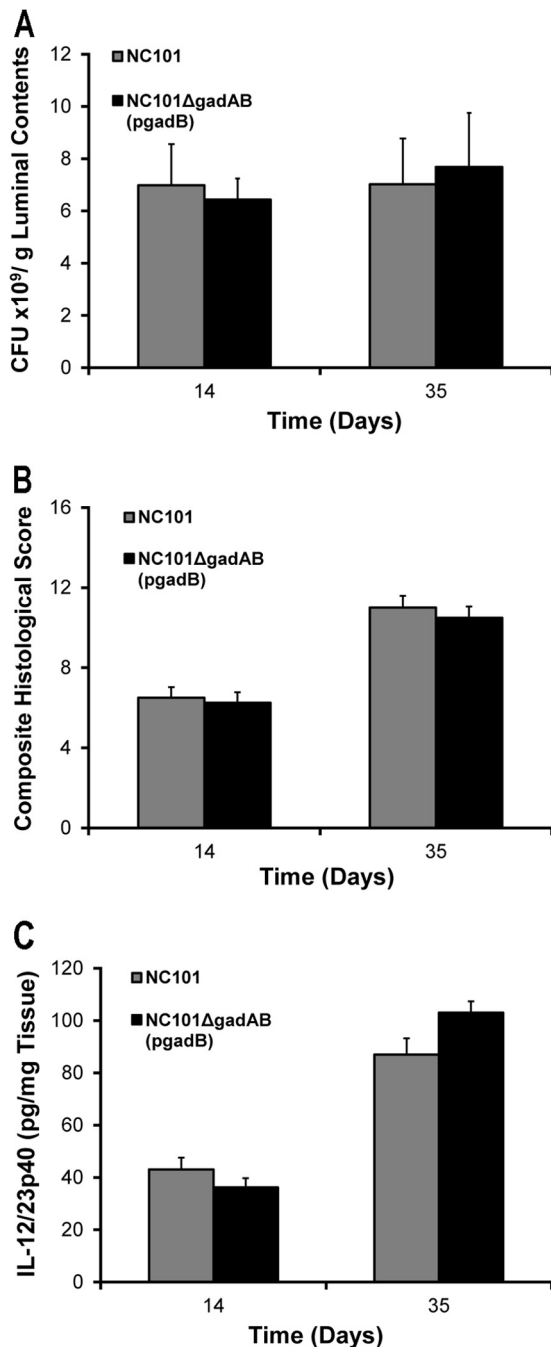 A
NC101
NC101ΔgadAB
(pgadB)
CFU x10⁹/ g Luminal Contents
12
10
8
6
4
2
0
14
35
Time (Days)
B
NC101
NC101ΔgadAB
(pgadB)
Composite Histological Score
16
12
8
4
0
14
35
Time (Days)
C
NC101
NC101ΔgadAB
(pgadB)
IL-12/23p40 (pg/mg Tissue)
120
100
80
60
40
20
0
14
35
Time (Days)